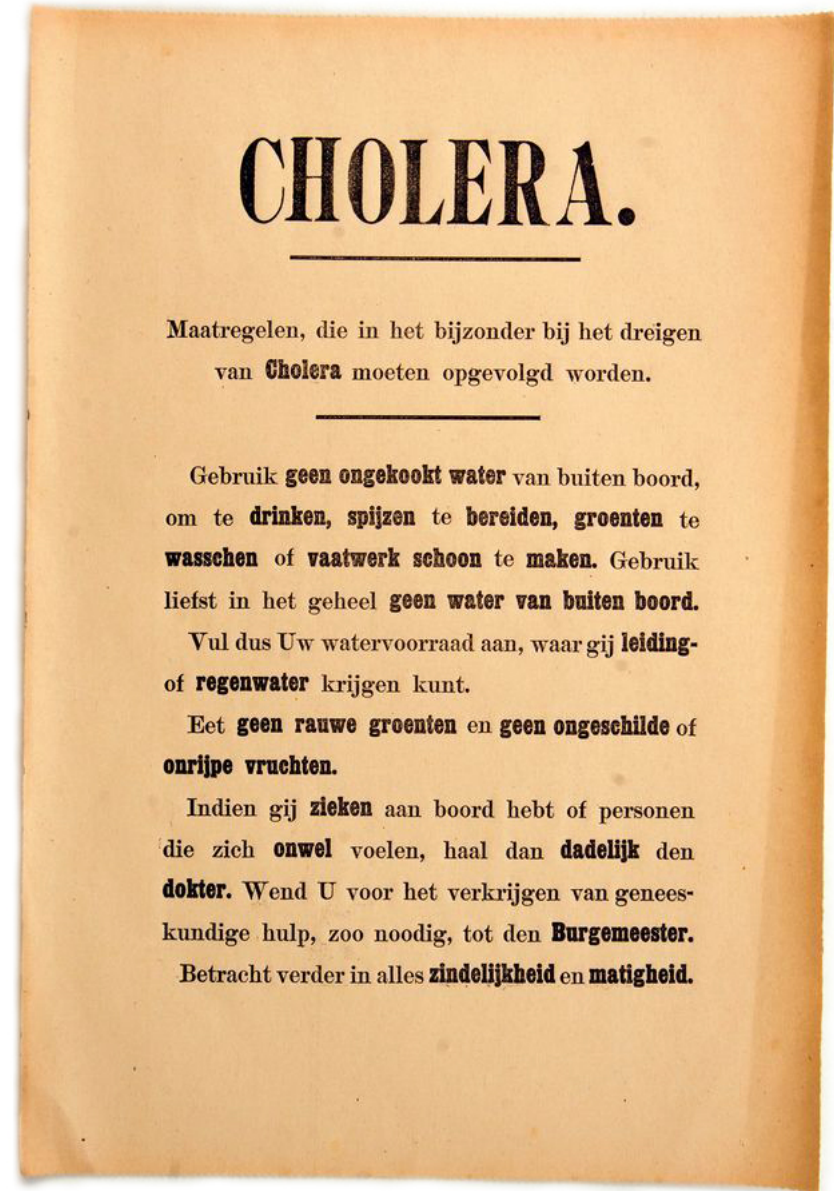 CHOLERA.
Maatregelen, die in het bijzonder bij het dreigen
van Cholera moeten opgevolgd worden.
Gebruik geen ongekookt water van buiten boord,
om te drinken, spijzen te bereiden, groenten te
wasschen of vaatwerk schoon te maken. Gebruik
liefst in het geheel geen water van buiten boord.
Vul dus Uw watervoorraad aan, waar gij leiding-
of regenwater krijgen kunt.
Eet geen rauwe groenten en geen ongeschilde of
onrijpe vruchten.
Indien gij zieken aan boord hebt of personen
die zich onwel voelen, haal dan dadelijk den
dokter. Wend U voor het verkrijgen van genees-
kundige hulp, zoo noodig, tot den Burgemeester.
Betracht verder in alles zindelijkheid en matigheid.